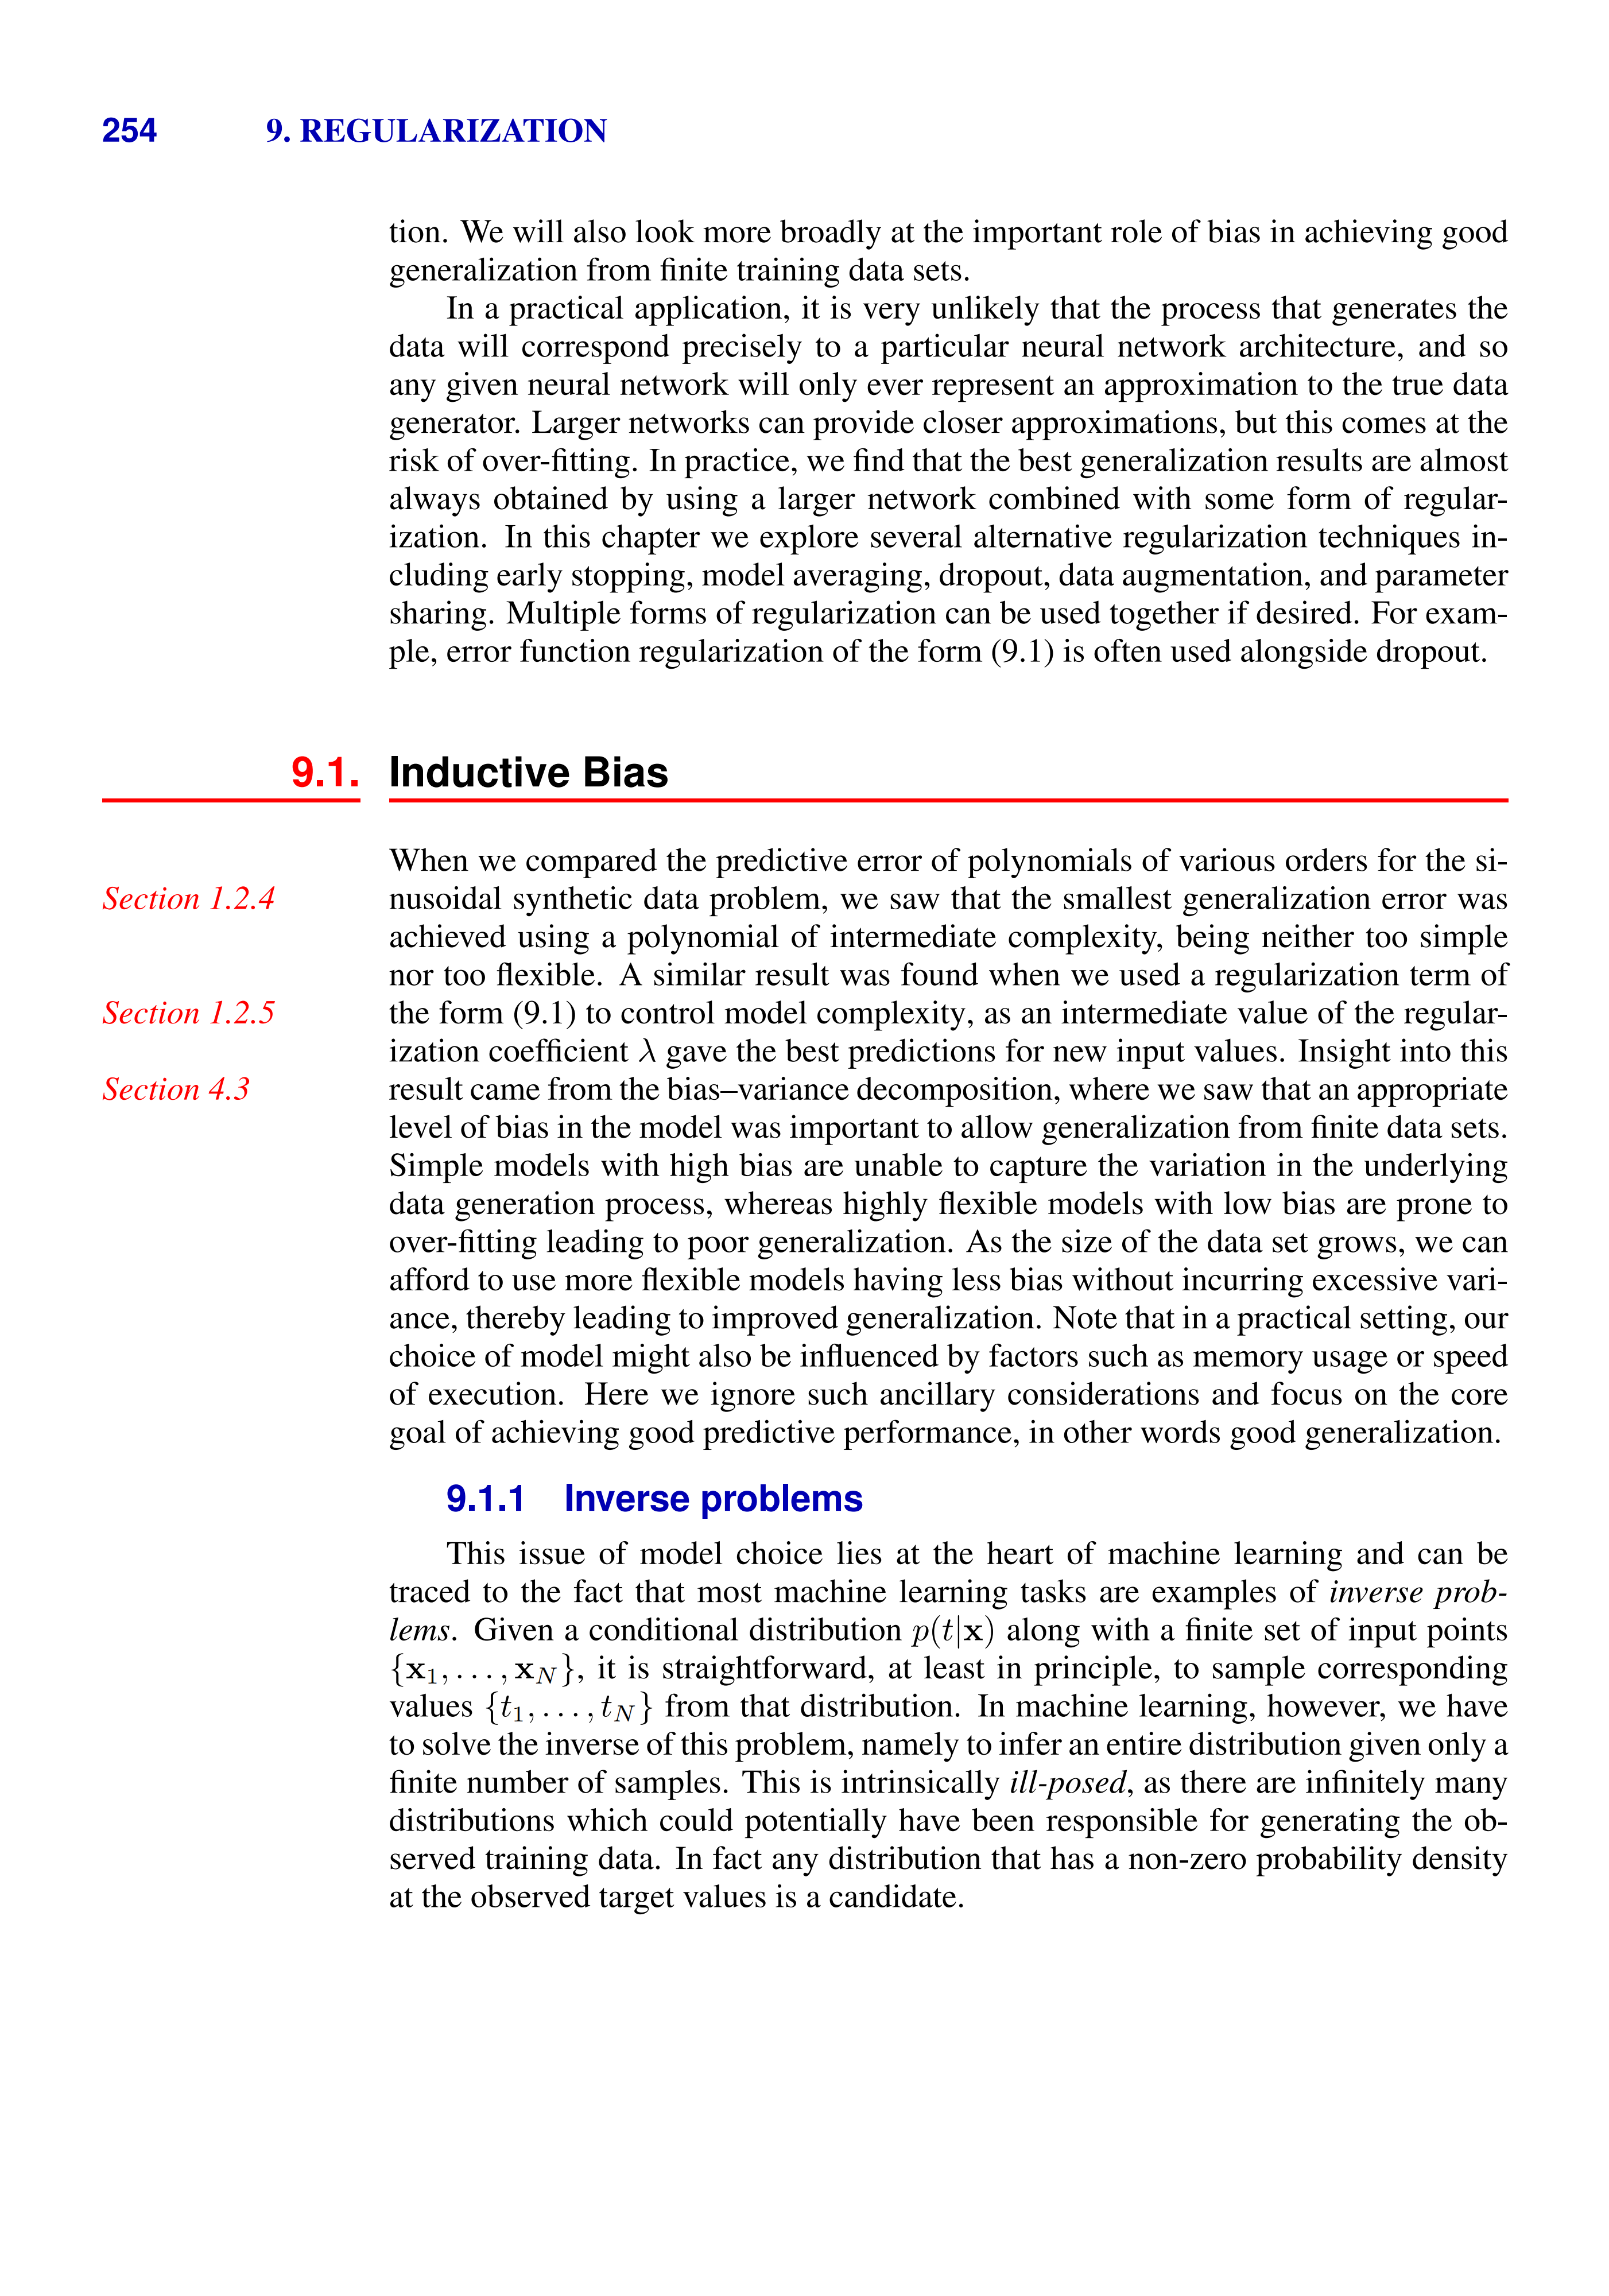 254 9. REGULARIZATION
tion. We will also look more broadly at the important role of bias in achieving good
generalization from finite training data sets.
In a practical application, it is very unlikely that the process that generates the
data will correspond precisely to a particular neural network architecture, and so
any given neural network will only ever represent an approximation to the true data
generator. Larger networks can provide closer approximations, but this comes at the
risk of over-fitting. In practice, we find that the best generalization results are almost
always obtained by using a larger network combined with some form of regular-
ization. In this chapter we explore several alternative regularization techniques in-
cluding early stopping, model averaging, dropout, data augmentation, and parameter
sharing. Multiple forms of regularization can be used together if desired. For exam-
ple, error function regularization of the form (9.1) is often used alongside dropout.
9.1. Inductive Bias
When we compared the predictive error of polynomials of various orders for the si-
Section 1.2.4 nusoidal synthetic data problem, we saw that the smallest generalization error was
achieved using a polynomial of intermediate complexity, being neither too simple
nor too flexible. A similar result was found when we used a regularization term of
Section 1.2.5 the form (9.1) to control model complexity, as an intermediate value of the regular-
ization coefficient λ gave the best predictions for new input values. Insight into this
Section 4.3 result came from the bias–variance decomposition, where we saw that an appropriate
level of bias in the model was important to allow generalization from finite data sets.
Simple models with high bias are unable to capture the variation in the underlying
data generation process, whereas highly flexible models with low bias are prone to
over-fitting leading to poor generalization. As the size of the data set grows, we can
afford to use more flexible models having less bias without incurring excessive vari-
ance, thereby leading to improved generalization. Note that in a practical setting, our
choice of model might also be influenced by factors such as memory usage or speed
of execution. Here we ignore such ancillary considerations and focus on the core
goal of achieving good predictive performance, in other words good generalization.
9.1.1 Inverse problems
This issue of model choice lies at the heart of machine learning and can be
traced to the fact that most machine learning tasks are examples of inverse prob-
lems. Given a conditional distribution p(t|x) along with a finite set of input points
{x₁, . . . , x_N}, it is straightforward, at least in principle, to sample corresponding
values {t₁, . . . , t_N} from that distribution. In machine learning, however, we have
to solve the inverse of this problem, namely to infer an entire distribution given only a
finite number of samples. This is intrinsically ill-posed, as there are infinitely many
distributions which could potentially have been responsible for generating the ob-
served training data. In fact any distribution that has a non-zero probability density
at the observed target values is a candidate.